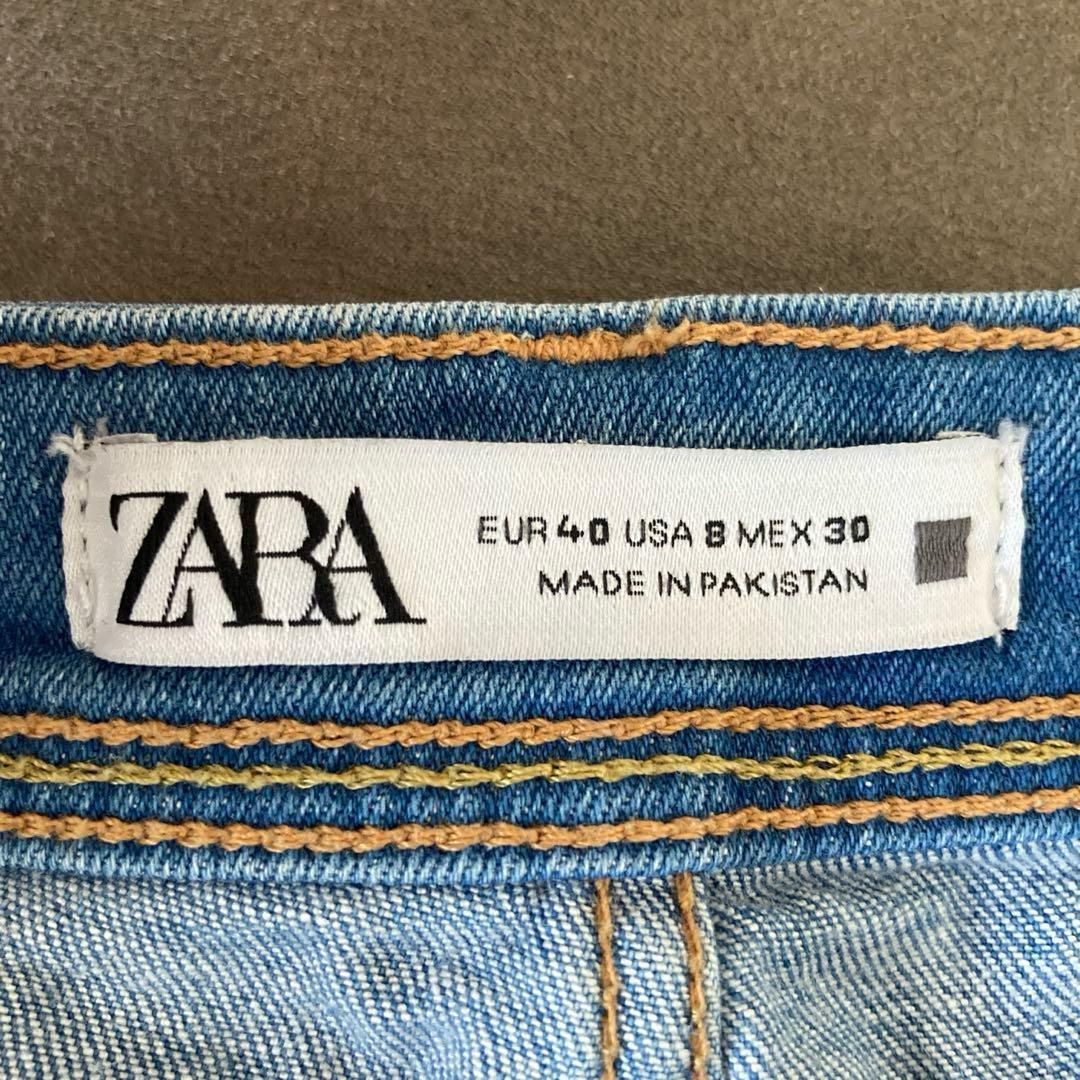 ZARA
EUR 40 USA 8 MEX 30
MADE IN PAKISTAN